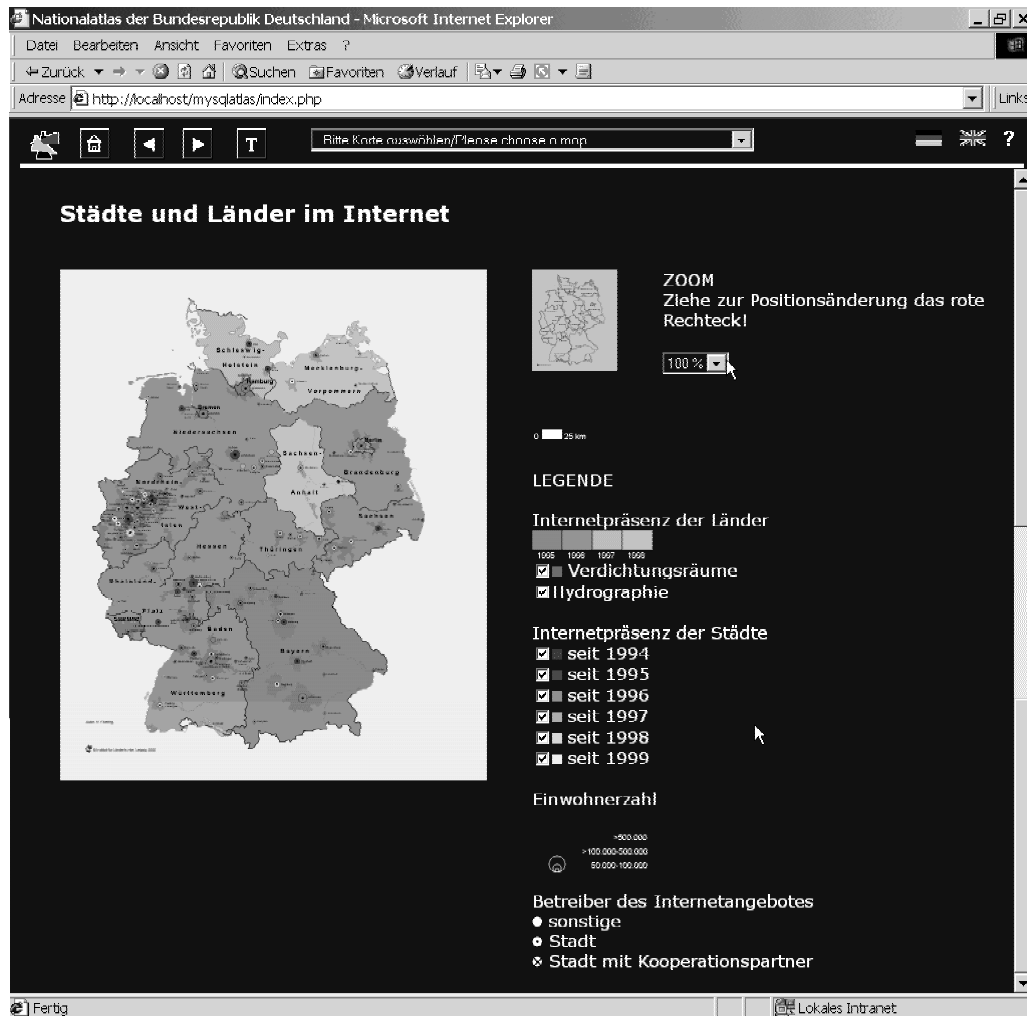 Nationalatlas der Bundesrepublik Deutschland - Microsoft Internet Explorer
Datei Bearbeiten Ansicht Favoriten Extras ?
Zurück Suchen Favoriten Verlauf
Adresse http://localhost/mysqlatlas/index.php Links
T Bitte Karte auswählen/Please choose a map ?
Städte und Länder im Internet
ZOOM
Ziehe zur Positionsänderung das rote
Rechteck!
100 %
0 25 km
Schleswig-
Holstein
Mecklenburg-
Vorpommern
Hamburg
Bremen
Niedersachsen
Berlin
Sachsen-
Anhalt
Brandenburg
Nordrhein-
West-
falen
Sachsen
Hessen
Thüringen
Rheinland-
Pfalz
Saarland
Baden
Württemberg
Bayern
LEGENDE
Internetpräsenz der Länder
1995 1996 1997 1998
Verdichtungsräume
Hydrographie
Internetpräsenz der Städte
seit 1994
seit 1995
seit 1996
seit 1997
seit 1998
seit 1999
Einwohnerzahl
>500.000
>100.000-500.000
50.000-100.000
Betreiber des Internetangebotes
sonstige
Stadt
Stadt mit Kooperationspartner
Fertig Lokales Intranet